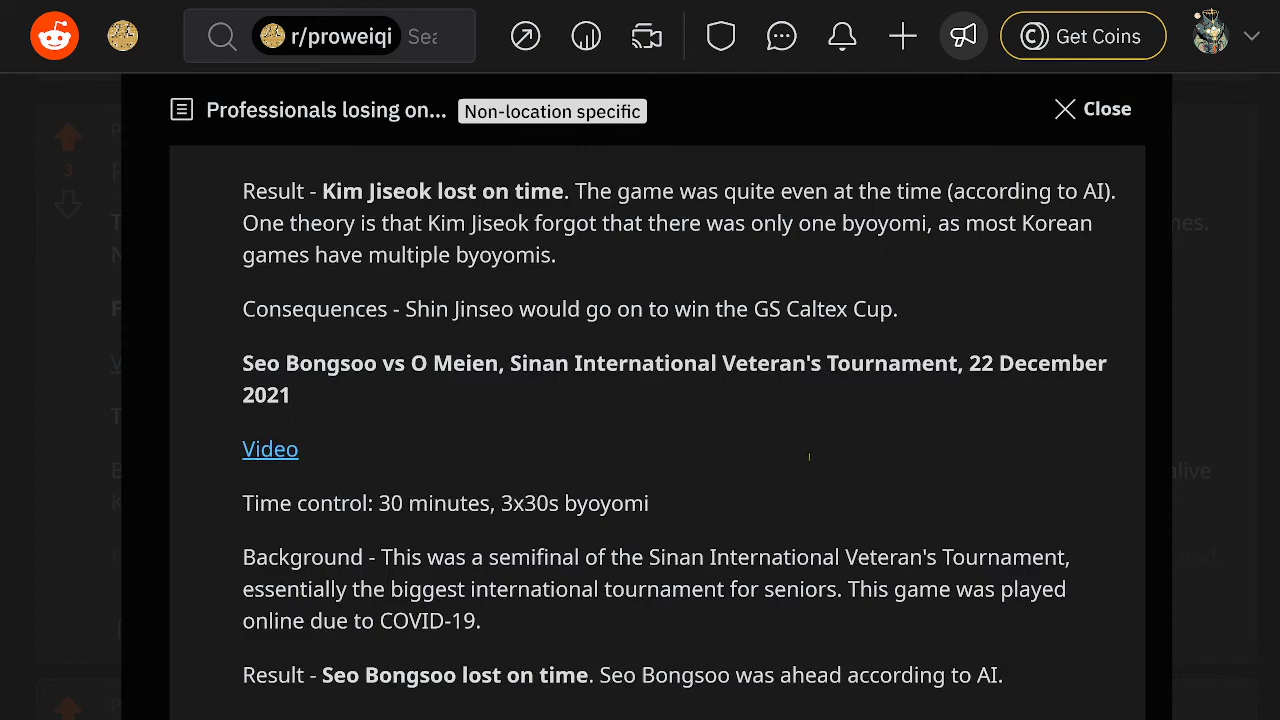 r/proweiqi Sea
Get Coins
Professionals losing on... Non-location specific
Close
3
Result - Kim Jiseok lost on time. The game was quite even at the time (according to AI).
One theory is that Kim Jiseok forgot that there was only one byoyomi, as most Korean
games have multiple byoyomis.
Consequences - Shin Jinseo would go on to win the GS Caltex Cup.
Seo Bongsoo vs O Meien, Sinan International Veteran's Tournament, 22 December
2021
Video
Time control: 30 minutes, 3x30s byoyomi
Background - This was a semifinal of the Sinan International Veteran's Tournament,
essentially the biggest international tournament for seniors. This game was played
online due to COVID-19.
Result - Seo Bongsoo lost on time. Seo Bongsoo was ahead according to AI.